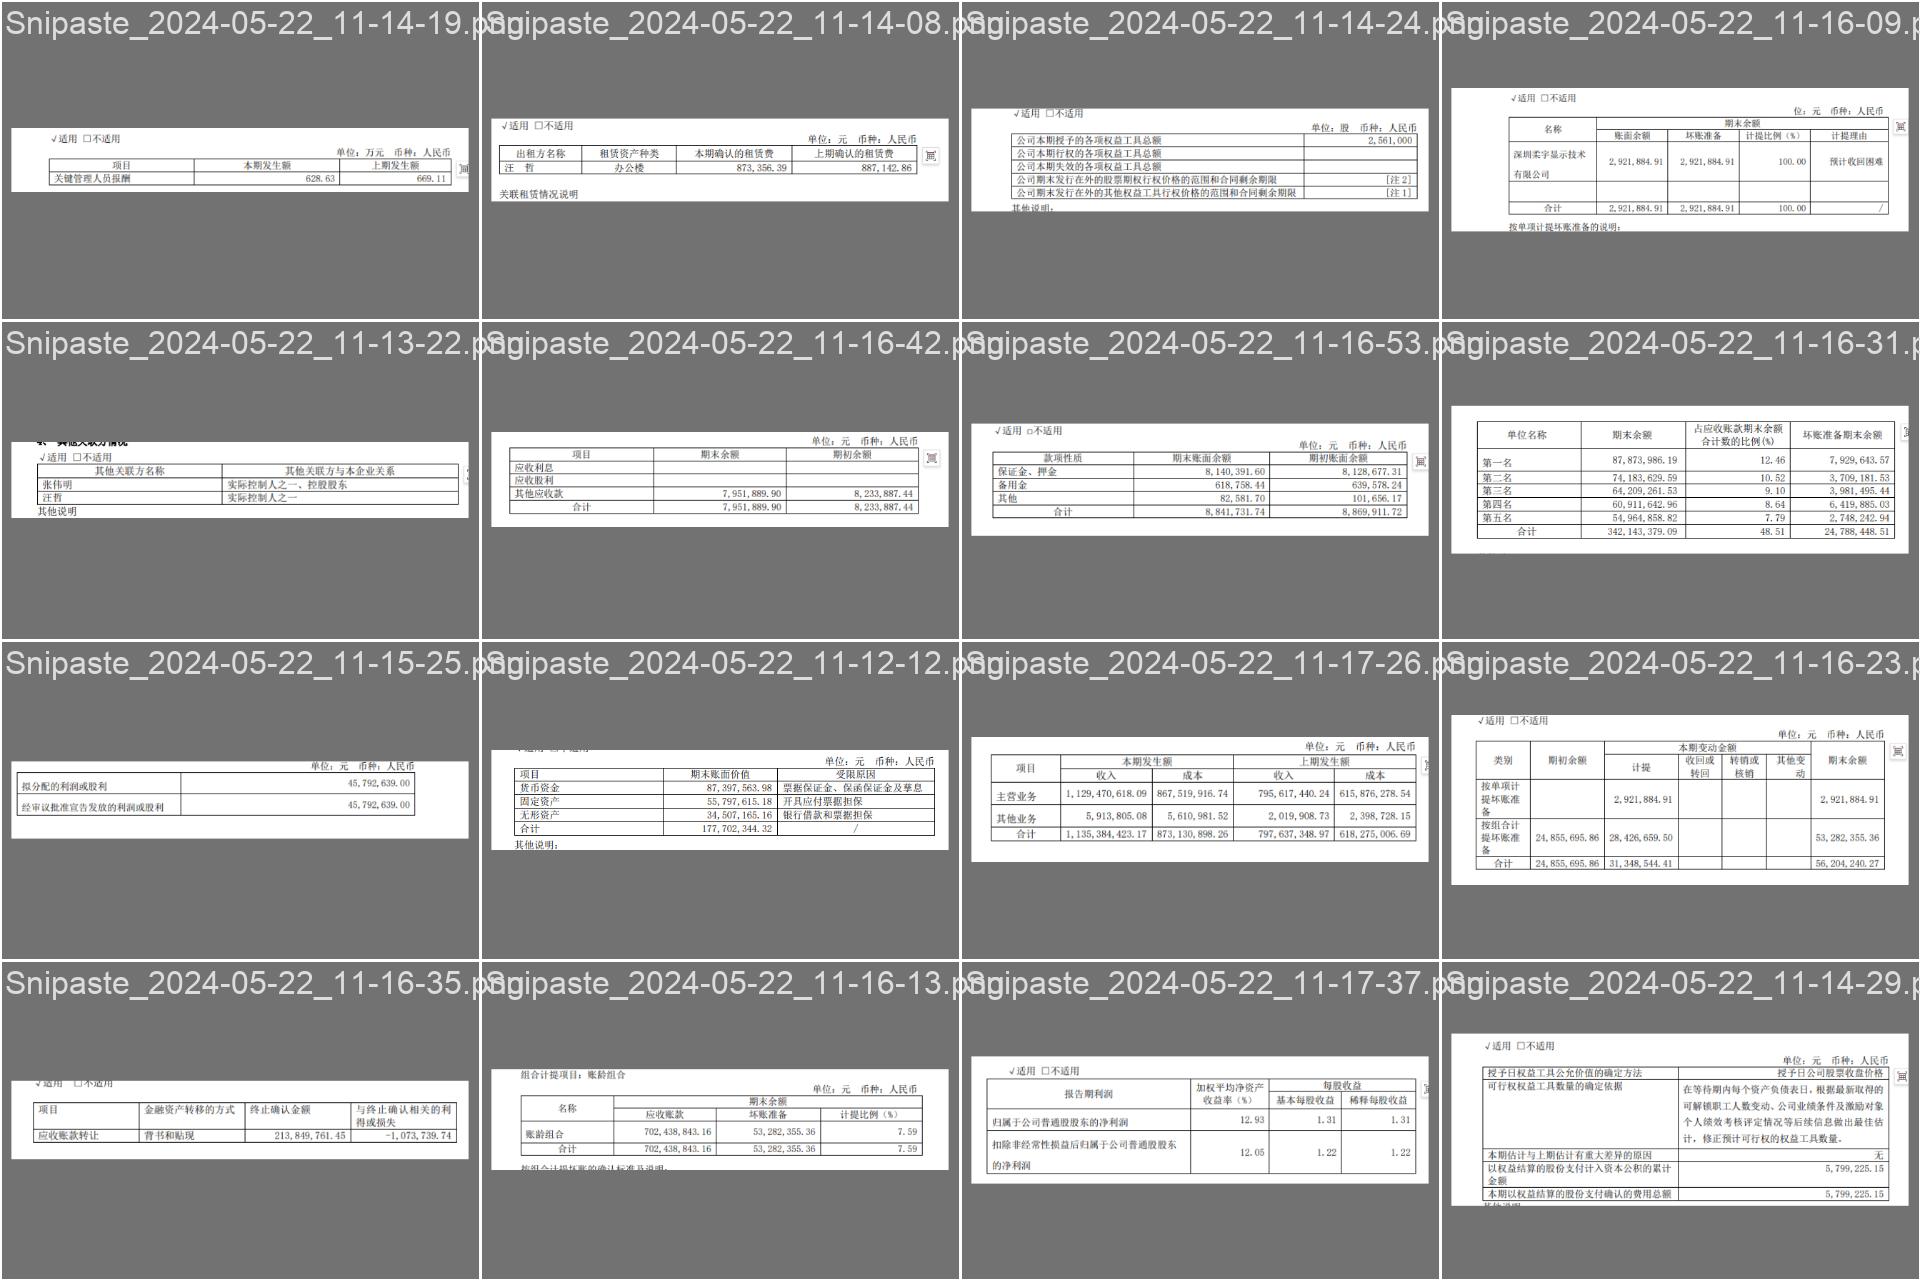 Snipaste_2024-05-22_11-14-19.png
√适用 □不适用
单位：万元 币种：人民币
项目 本期发生额 上期发生额
关键管理人员报酬 628.63 669.11
Snipaste_2024-05-22_11-14-08.png
√适用 □不适用
单位：元 币种：人民币
出租方名称 租赁资产种类 本期确认的租赁费 上期确认的租赁费
汪 哲 办公楼 873,356.39 887,142.86
关联租赁情况说明
Snipaste_2024-05-22_11-14-24.png
√适用 □不适用
单位：股 币种：人民币
公司本期授予的各项权益工具总额 2,561,000
公司本期行权的各项权益工具总额
公司本期失效的各项权益工具总额
公司期末发行在外的股票期权行权价格的范围和合同剩余期限 [注 2]
公司期末发行在外的其他权益工具行权价格的范围和合同剩余期限 [注 1]
其他说明：
Snipaste_2024-05-22_11-16-09.p
√适用 □不适用
位：元 币种：人民币
名称 期末余额
账面余额 坏账准备 计提比例（%） 计提理由
深圳柔宇显示技术有限公司 2,921,884.91 2,921,884.91 100.00 预计收回困难
合计 2,921,884.91 2,921,884.91 100.00 /
按单项计提坏账准备的说明：
Snipaste_2024-05-22_11-13-22.png
4、 其他关联方情况
√适用 □不适用
其他关联方名称 其他关联方与本企业关系
张伟明 实际控制人之一、控股股东
汪哲 实际控制人之一
其他说明
Snipaste_2024-05-22_11-16-42.png
单位：元 币种：人民币
项目 期末余额 期初余额
应收利息
应收股利
其他应收款 7,951,889.90 8,233,887.44
合计 7,951,889.90 8,233,887.44
Snipaste_2024-05-22_11-16-53.png
√适用 □不适用
单位：元 币种：人民币
款项性质 期末账面余额 期初账面余额
保证金、押金 8,140,391.60 8,128,677.31
备用金 618,758.44 639,578.24
其他 82,581.70 101,656.17
合计 8,841,731.74 8,869,911.72
Snipaste_2024-05-22_11-16-31.p
单位名称 期末余额 占应收账款期末余额合计数的比例(%) 坏账准备期末余额
第一名 87,873,986.19 12.46 7,929,643.57
第二名 74,183,629.59 10.52 3,709,181.53
第三名 64,209,261.53 9.10 3,981,495.44
第四名 60,911,642.96 8.64 6,419,885.03
第五名 54,964,858.82 7.79 2,748,242.94
合计 342,143,379.09 48.51 24,788,448.51
Snipaste_2024-05-22_11-15-25.png
单位：元 币种：人民币
拟分配的利润或股利 45,792,639.00
经审议批准宣告发放的利润或股利 45,792,639.00
Snipaste_2024-05-22_11-12-12.png
√适用 □不适用
单位：元 币种：人民币
项目 期末账面价值 受限原因
货币资金 87,397,563.98 票据保证金、保函保证金及孳息
固定资产 55,797,615.18 开具应付票据担保
无形资产 34,507,165.16 银行借款和票据担保
合计 177,702,344.32 /
其他说明：
Snipaste_2024-05-22_11-17-26.png
单位：元 币种：人民币
项目 本期发生额 上期发生额
收入 成本 收入 成本
主营业务 1,129,470,618.09 867,519,916.74 795,617,440.24 615,876,278.54
其他业务 5,913,805.08 5,610,981.52 2,019,908.73 2,398,728.15
合计 1,135,384,423.17 873,130,898.26 797,637,348.97 618,275,006.69
Snipaste_2024-05-22_11-16-23.p
√适用 □不适用
单位：元 币种：人民币
类别 期初余额 本期变动金额 期末余额
计提 收回或转回 转销或核销 其他变动
按单项计提坏账准备 2,921,884.91 2,921,884.91
按组合计提坏账准备 24,855,695.86 28,426,659.50 53,282,355.36
合计 24,855,695.86 31,348,544.41 56,204,240.27
Snipaste_2024-05-22_11-16-35.png
√适用 □不适用
项目 金融资产转移的方式 终止确认金额 与终止确认相关的利得或损失
应收账款转让 背书和贴现 213,849,761.45 -1,073,739.74
Snipaste_2024-05-22_11-16-13.png
组合计提项目：账龄组合
单位：元 币种：人民币
名称 期末余额
应收账款 坏账准备 计提比例（%）
账龄组合 702,438,843.16 53,282,355.36 7.59
合计 702,438,843.16 53,282,355.36 7.59
按组合计提坏账的确认标准及说明：
Snipaste_2024-05-22_11-17-37.png
√适用 □不适用
报告期利润 加权平均净资产收益率（%） 每股收益
基本每股收益 稀释每股收益
归属于公司普通股股东的净利润 12.93 1.31 1.31
扣除非经常性损益后归属于公司普通股股东的净利润 12.05 1.22 1.22
Snipaste_2024-05-22_11-14-29.p
√适用 □不适用
单位：元 币种：人民币
授予日权益工具公允价值的确定方法 授予日公司股票收盘价格
可行权权益工具数量的确定依据 在等待期内每个资产负债表日，根据最新取得的可解锁职工人数变动、公司业绩条件及激励对象个人绩效考核评定情况等后续信息做出最佳估计，修正预计可行权的权益工具数量。
本期估计与上期估计有重大差异的原因 无
以权益结算的股份支付计入资本公积的累计金额 5,799,225.15
本期以权益结算的股份支付确认的费用总额 5,799,225.15
其他说明